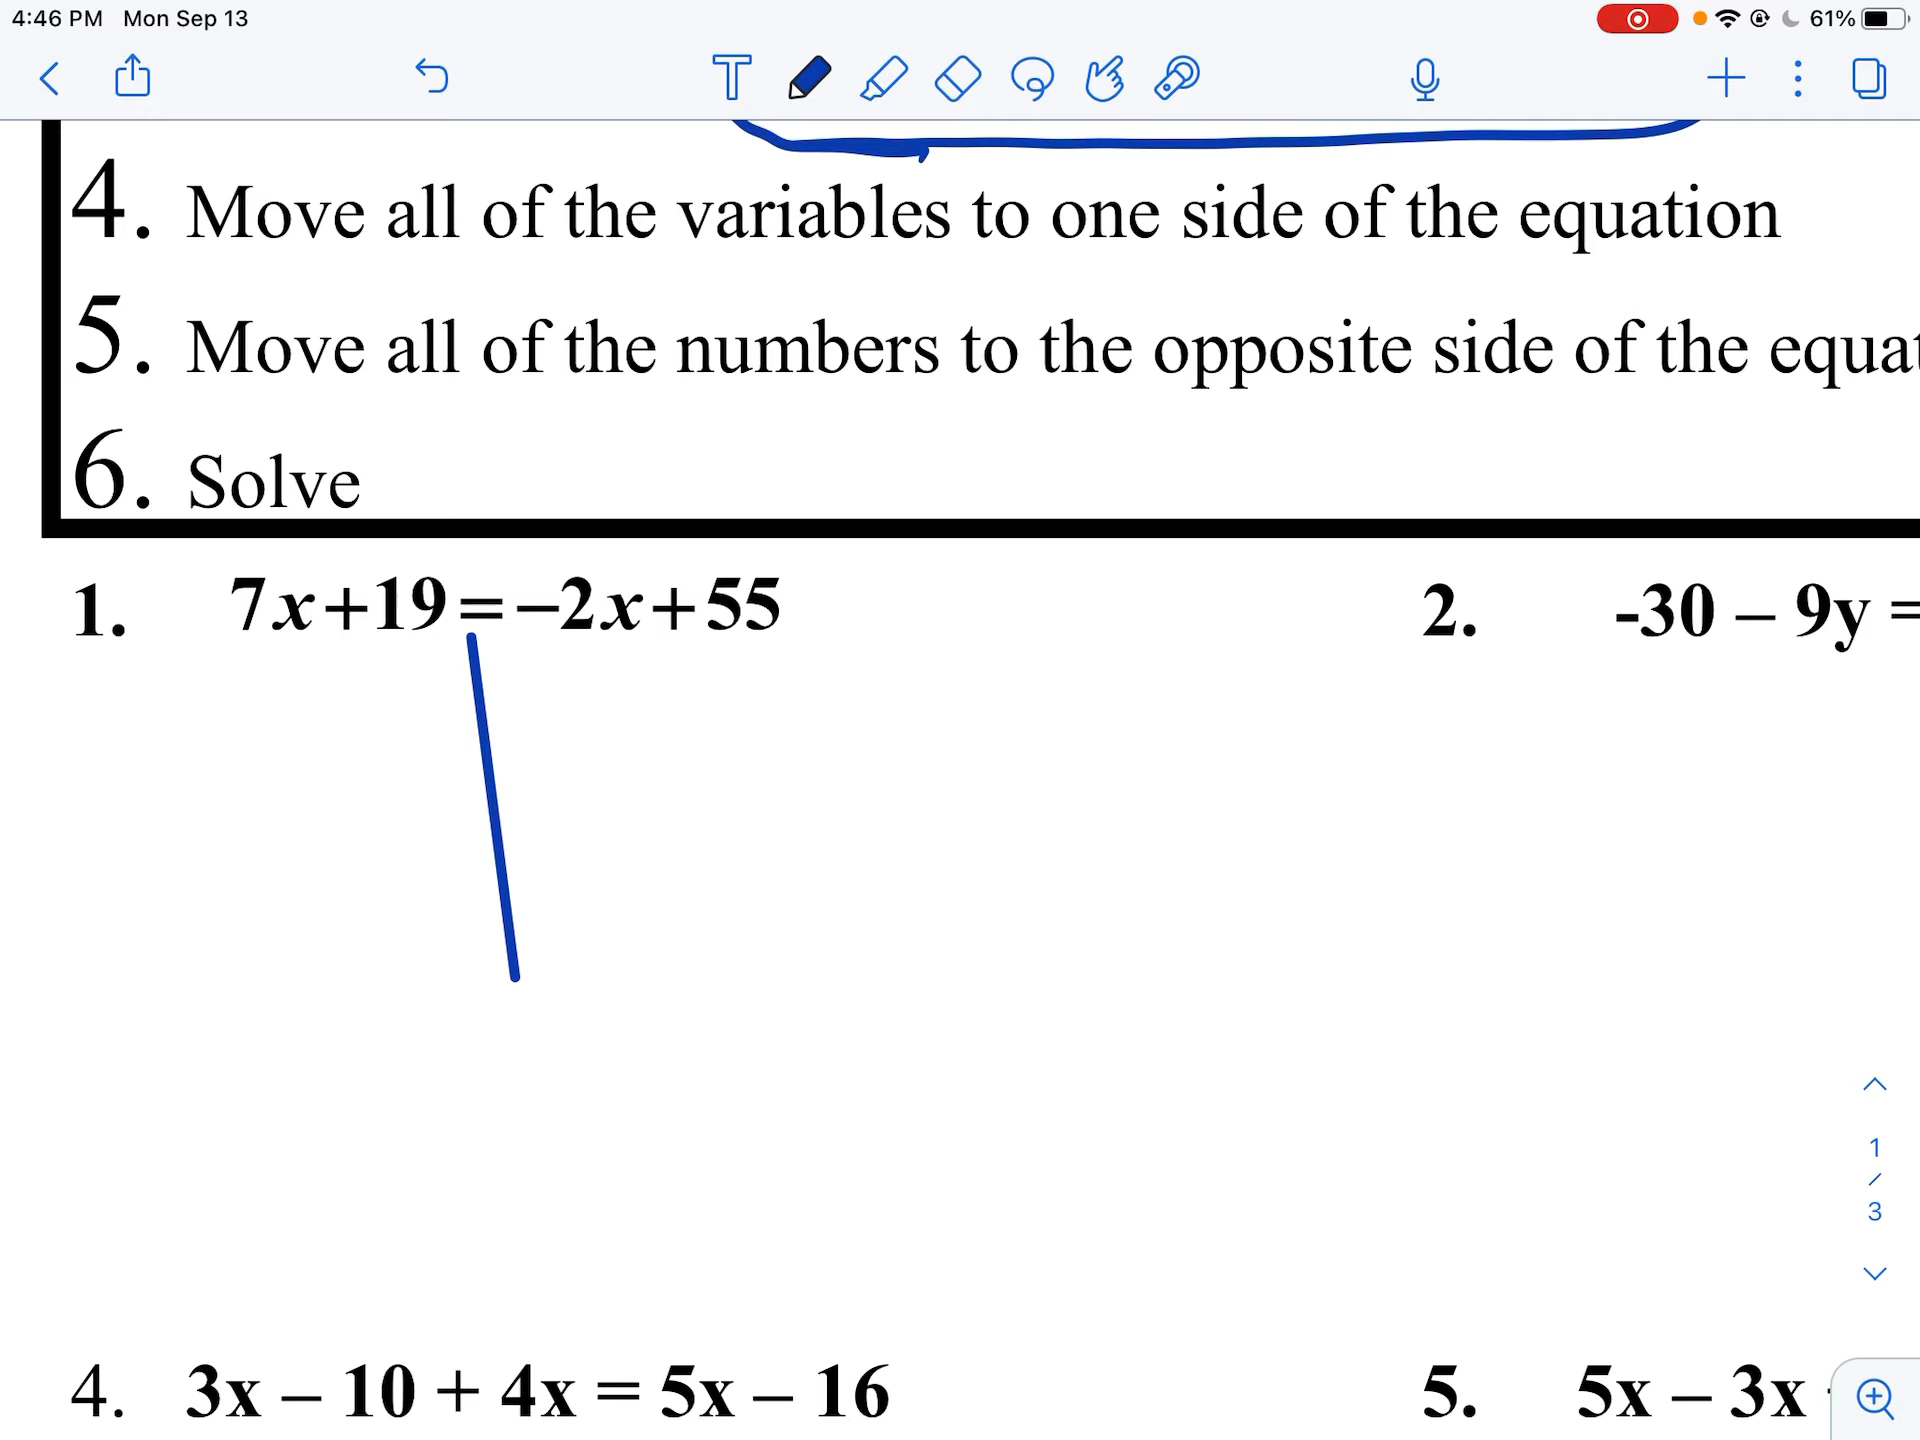 4:46 PM Mon Sep 13 61%
4. Move all of the variables to one side of the equation
5. Move all of the numbers to the opposite side of the equat
6. Solve
1. 7x+19=−2x+55 2. -30 – 9y =
1
/
3
4. 3x – 10 + 4x = 5x – 16 5. 5x – 3x